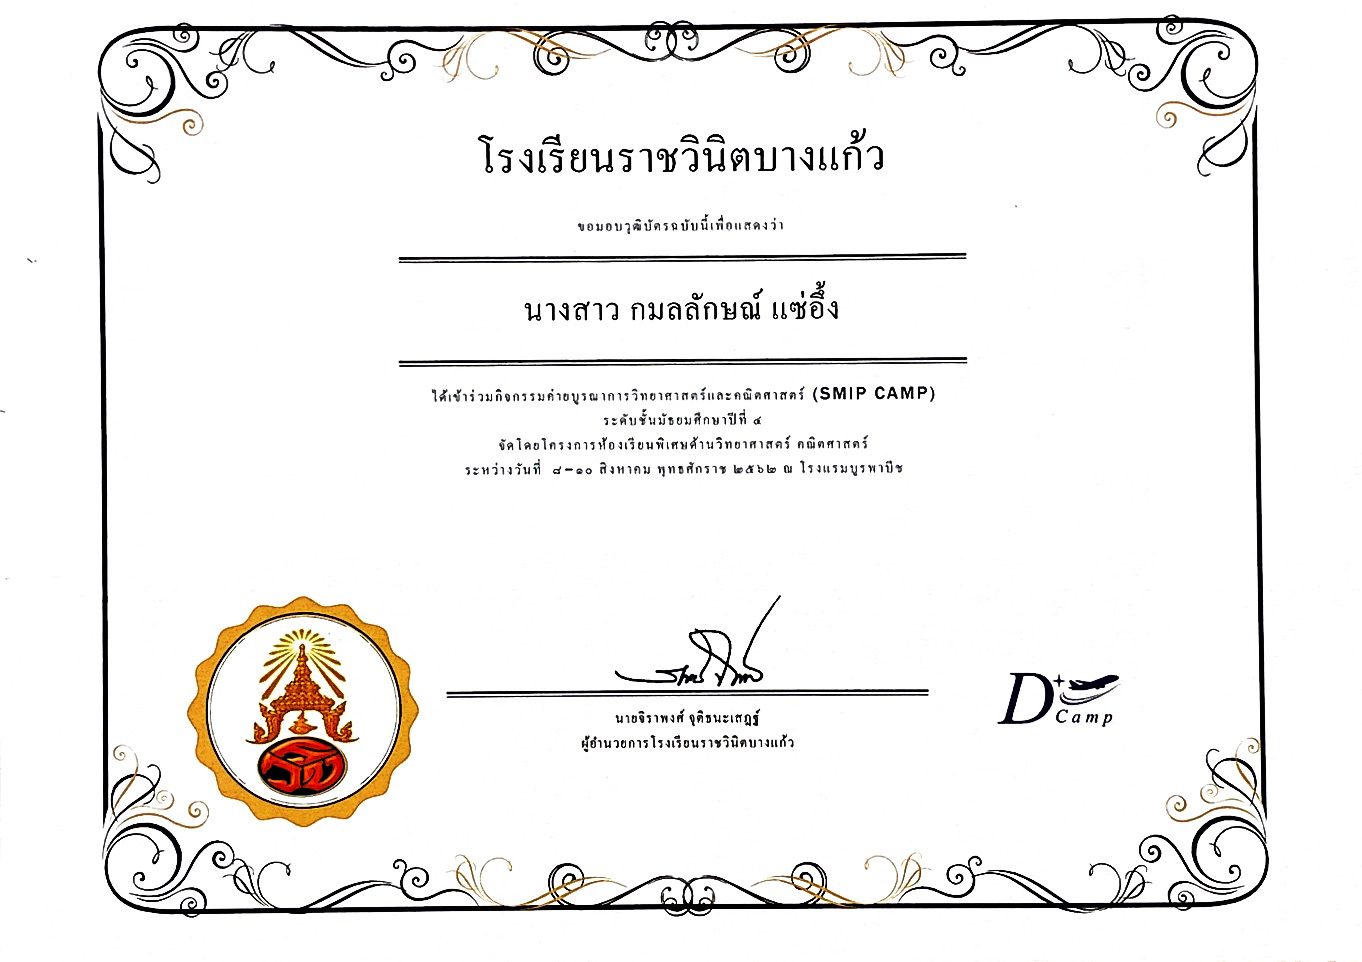 โรงเรียนราชวินิตบางแก้ว
ขอมอบวุฒิบัตรฉบับนี้เพื่อแสดงว่า
นางสาว กมลลักษณ์ แซ่อึ้ง
ได้เข้าร่วมกิจกรรมค่ายบูรณาการวิทยาศาสตร์และคณิตศาสตร์ (SMIP CAMP)
ระดับชั้นมัธยมศึกษาปีที่ ๔
จัดโดยโครงการห้องเรียนพิเศษด้านวิทยาศาสตร์ คณิตศาสตร์
ระหว่างวันที่ ๘-๑๐ สิงหาคม พุทธศักราช ๒๕๖๒ ณ โรงแรมบูรพาบีช
นายจิราพงศ์ จุติธนะเสฏฐ์
ผู้อำนวยการโรงเรียนราชวินิตบางแก้ว
D+
Camp